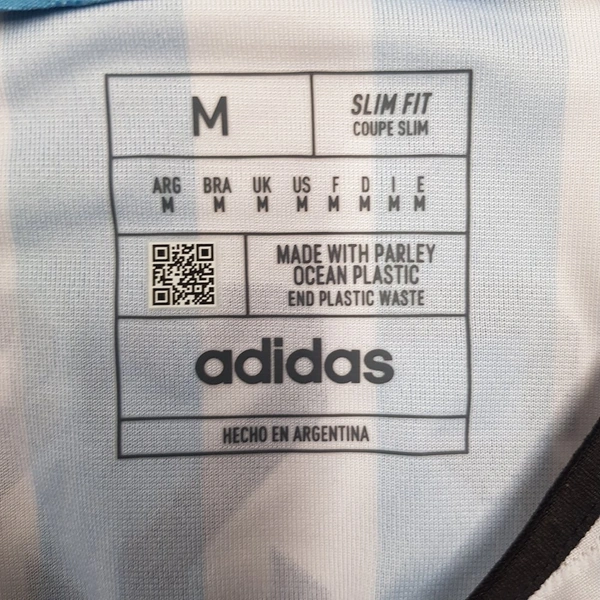 M
SLIM FIT
COUPE SLIM
ARG BRA UK US F D I E
M M M M M M M M
MADE WITH PARLEY
OCEAN PLASTIC
END PLASTIC WASTE
adidas
HECHO EN ARGENTINA